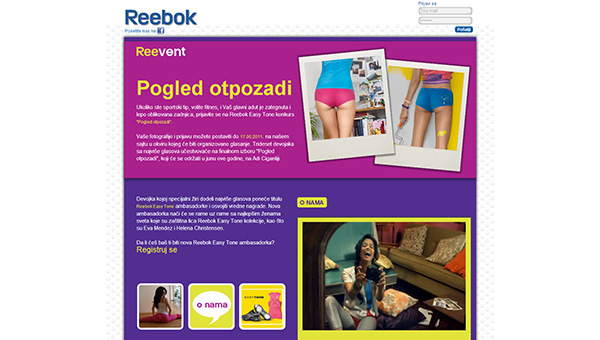 Reebok
Prijavi se
Tvoj mail
Posetite nas na f
Pošalji
Reevent
Pogled otpozadi
Ukoliko ste sportski tip, volite fitnes, i Vaš glavni adut je zategnuta i
lepo oblikovana zadnjica, prijavite se na Reebok Easy Tone konkurs
"Pogled otpozadi".
Vaše fotografije i prijavu možete postaviti do 17.06.2011. na našem
sajtu u okviru kojeg će biti organizovano glasanje. Trideset devojaka
sa najviše glasova učestvovaće na finalnom izboru "Pogled
otpozadi", koji će se održati u junu ove godine, na Adi Ciganliji
Devojka kojoj specijalni žiri dodeli najviše glasova poneće titulu
Reebok Easy Tone ambasadorke i osvojiti vredne nagrade. Nova
ambasadorka naći će se rame uz rame sa najlepšim ženama
sveta koje su zaštitna lica Reebok Easy Tone kolekcije, kao što
su Eva Mendez i Helena Christensen.
Da li ćeš baš ti biti nova Reebok Easy Tone ambasadorka?
Registruj se
O NAMA
o nama
EASYTONE